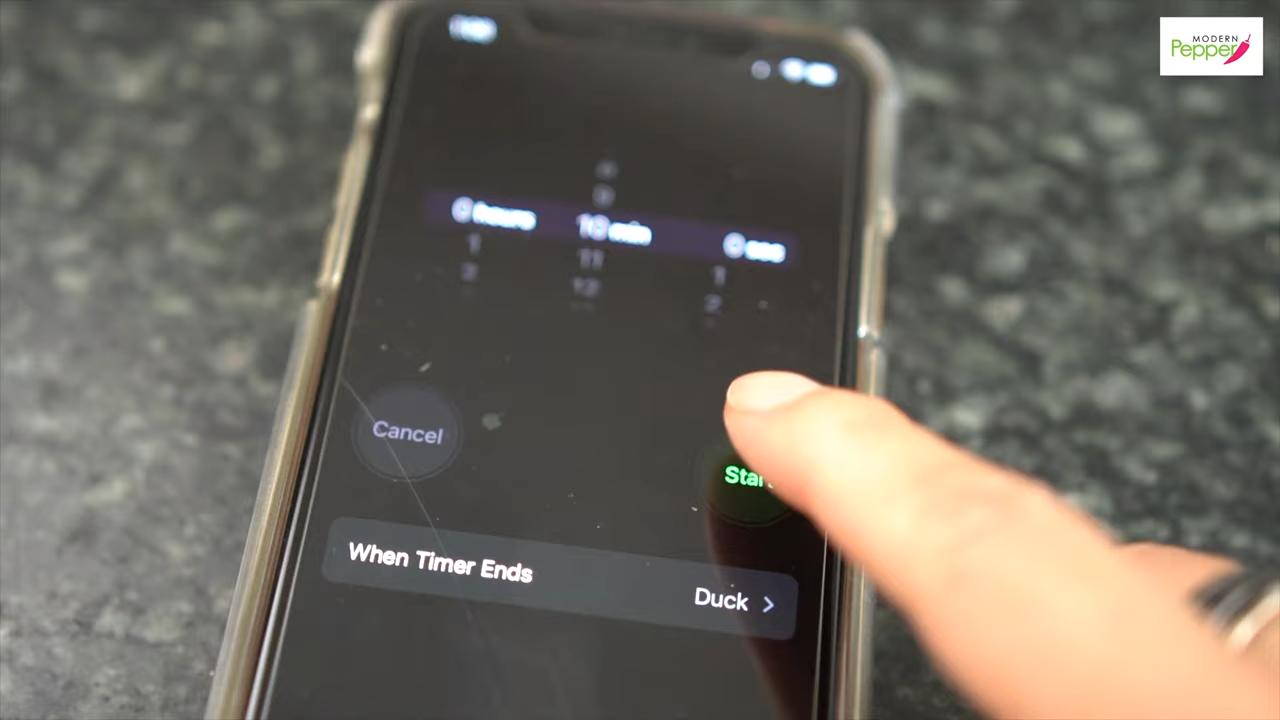 MODERN
Pepper
0 hours 10 min 0 sec
1 11 1
2 12 2
Cancel
Start
When Timer Ends
Duck >